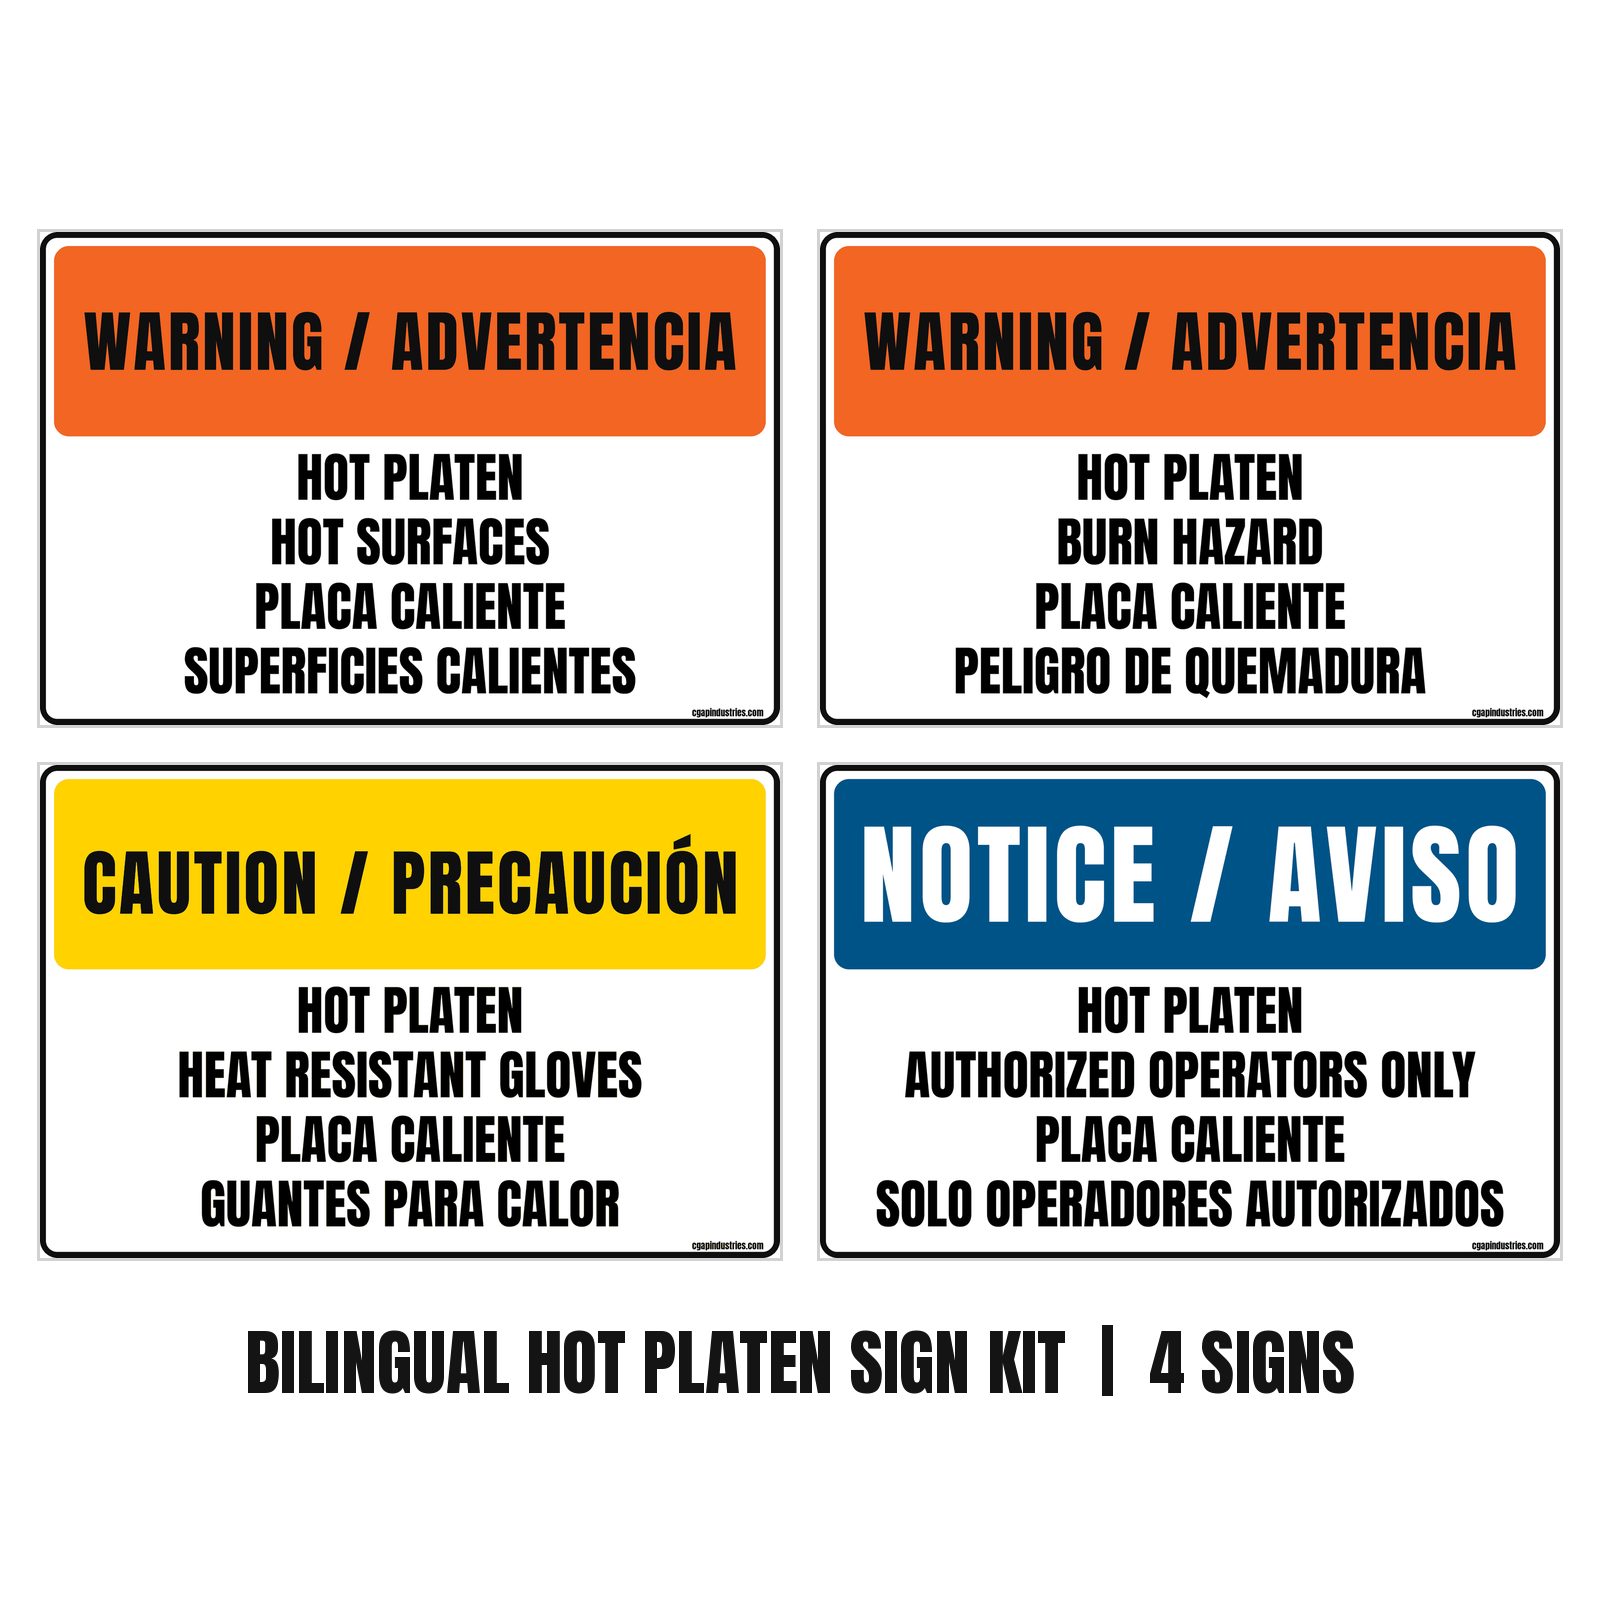 WARNING / ADVERTENCIA
HOT PLATEN
HOT SURFACES
PLACA CALIENTE
SUPERFICIES CALIENTES
cgapindustries.com
WARNING / ADVERTENCIA
HOT PLATEN
BURN HAZARD
PLACA CALIENTE
PELIGRO DE QUEMADURA
cgapindustries.com
CAUTION / PRECAUCIÓN
HOT PLATEN
HEAT RESISTANT GLOVES
PLACA CALIENTE
GUANTES PARA CALOR
cgapindustries.com
NOTICE / AVISO
HOT PLATEN
AUTHORIZED OPERATORS ONLY
PLACA CALIENTE
SOLO OPERADORES AUTORIZADOS
cgapindustries.com
BILINGUAL HOT PLATEN SIGN KIT | 4 SIGNS